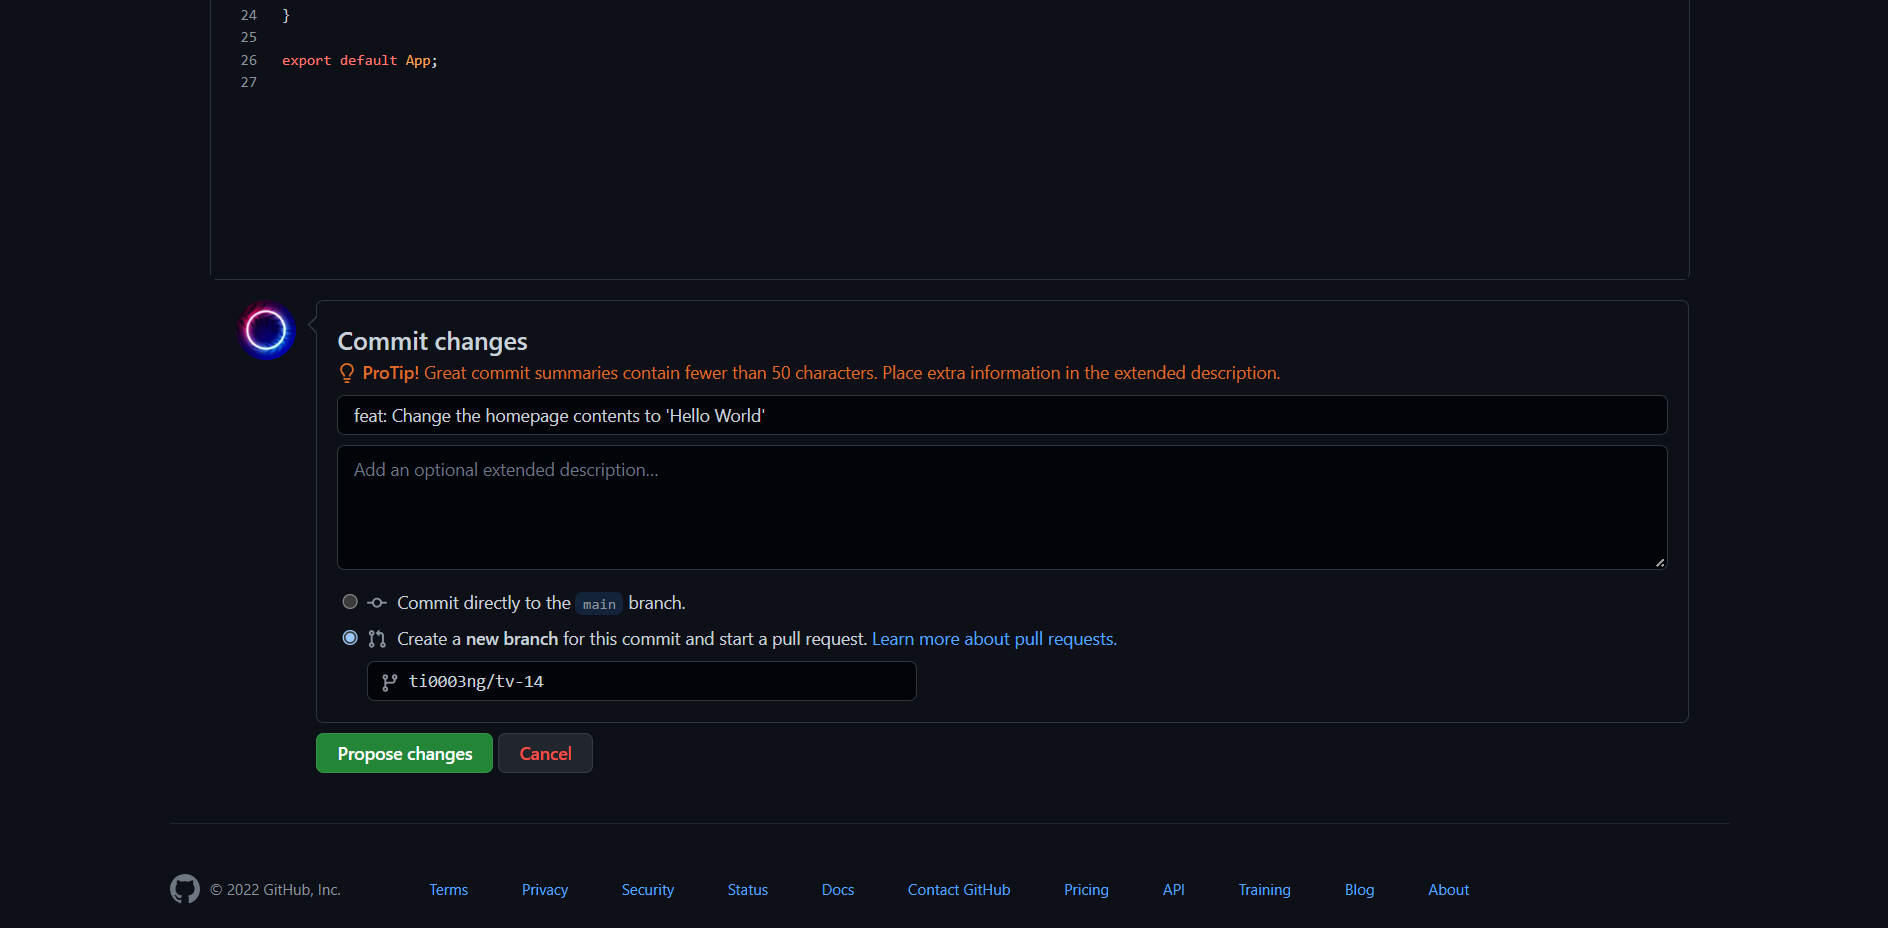 24 }
25
26 export default App;
27
Commit changes
ProTip! Great commit summaries contain fewer than 50 characters. Place extra information in the extended description.
feat: Change the homepage contents to 'Hello World'
Add an optional extended description...
Commit directly to the main branch.
Create a new branch for this commit and start a pull request. Learn more about pull requests.
ti0003ng/tv-14
Propose changes Cancel
© 2022 GitHub, Inc. Terms Privacy Security Status Docs Contact GitHub Pricing API Training Blog About